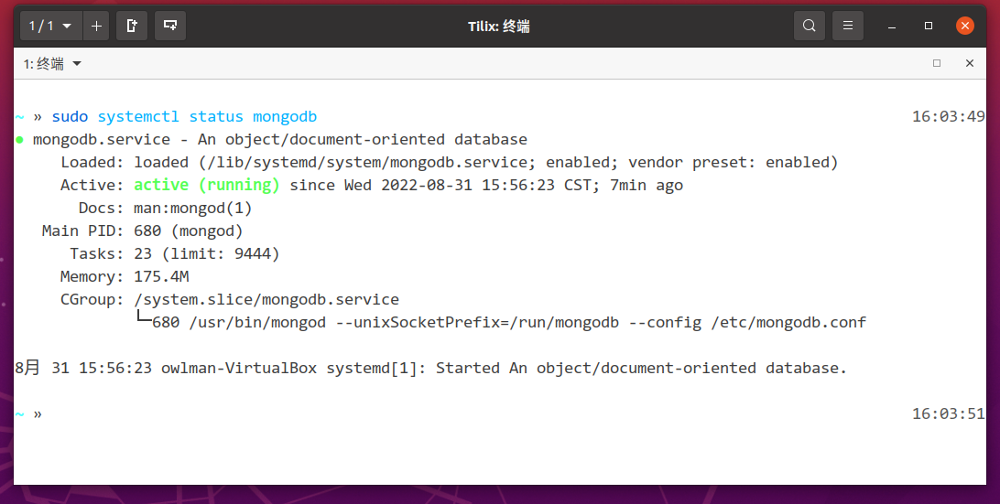 1 / 1
Tilix: 终端
1: 终端
~ » sudo systemctl status mongodb 16:03:49
● mongodb.service - An object/document-oriented database
Loaded: loaded (/lib/systemd/system/mongodb.service; enabled; vendor preset: enabled)
Active: active (running) since Wed 2022-08-31 15:56:23 CST; 7min ago
Docs: man:mongod(1)
Main PID: 680 (mongod)
Tasks: 23 (limit: 9444)
Memory: 175.4M
CGroup: /system.slice/mongodb.service
└─680 /usr/bin/mongod --unixSocketPrefix=/run/mongodb --config /etc/mongodb.conf
8月 31 15:56:23 owlman-VirtualBox systemd[1]: Started An object/document-oriented database.
~ » 16:03:51